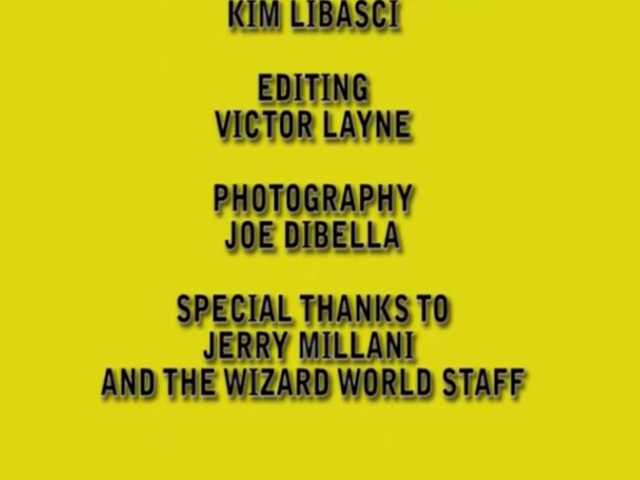 KIM LIBASCI
EDITING
VICTOR LAYNE
PHOTOGRAPHY
JOE DIBELLA
SPECIAL THANKS TO
JERRY MILLANI
AND THE WIZARD WORLD STAFF